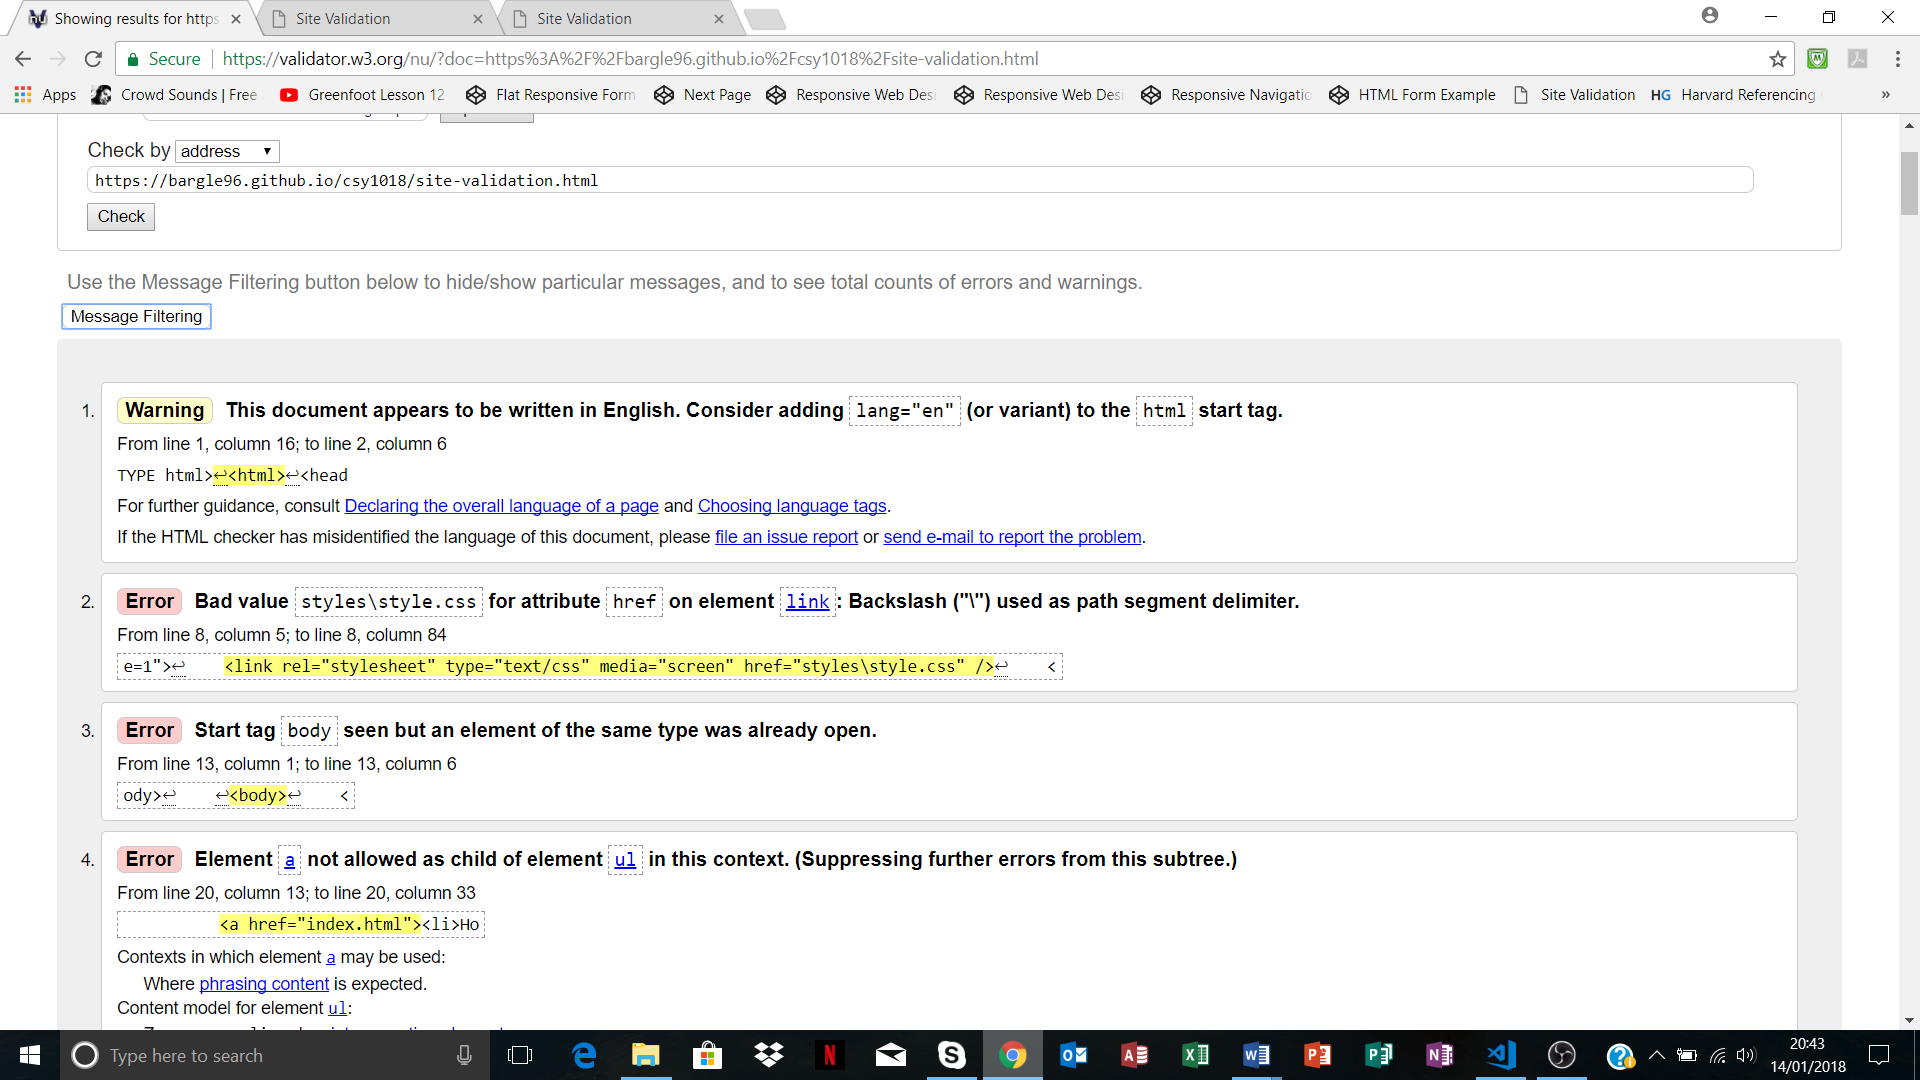 Showing results for https
Site Validation
Site Validation
Secure
https://validator.w3.org/nu/?doc=https%3A%2F%2Fbargle96.github.io%2Fcsy1018%2Fsite-validation.html
Apps
Crowd Sounds | Free
Greenfoot Lesson 12
Flat Responsive Form
Next Page
Responsive Web Desi
Responsive Web Desi
Responsive Navigatio
HTML Form Example
Site Validation
HG Harvard Referencing
»
Check by address
https://bargle96.github.io/csy1018/site-validation.html
Check
Use the Message Filtering button below to hide/show particular messages, and to see total counts of errors and warnings.
Message Filtering
1. Warning This document appears to be written in English. Consider adding lang="en" (or variant) to the html start tag.
From line 1, column 16; to line 2, column 6
TYPE html>↩<html>↩<head
For further guidance, consult Declaring the overall language of a page and Choosing language tags.
If the HTML checker has misidentified the language of this document, please file an issue report or send e-mail to report the problem.
2. Error Bad value styles\style.css for attribute href on element link: Backslash ("\") used as path segment delimiter.
From line 8, column 5; to line 8, column 84
e=1">↩    <link rel="stylesheet" type="text/css" media="screen" href="styles\style.css" />↩    <
3. Error Start tag body seen but an element of the same type was already open.
From line 13, column 1; to line 13, column 6
ody>↩    ↩<body>↩    <
4. Error Element a not allowed as child of element ul in this context. (Suppressing further errors from this subtree.)
From line 20, column 13; to line 20, column 33
<a href="index.html"><li>Ho
Contexts in which element a may be used:
Where phrasing content is expected.
Content model for element ul:
Type here to search
20:43
14/01/2018